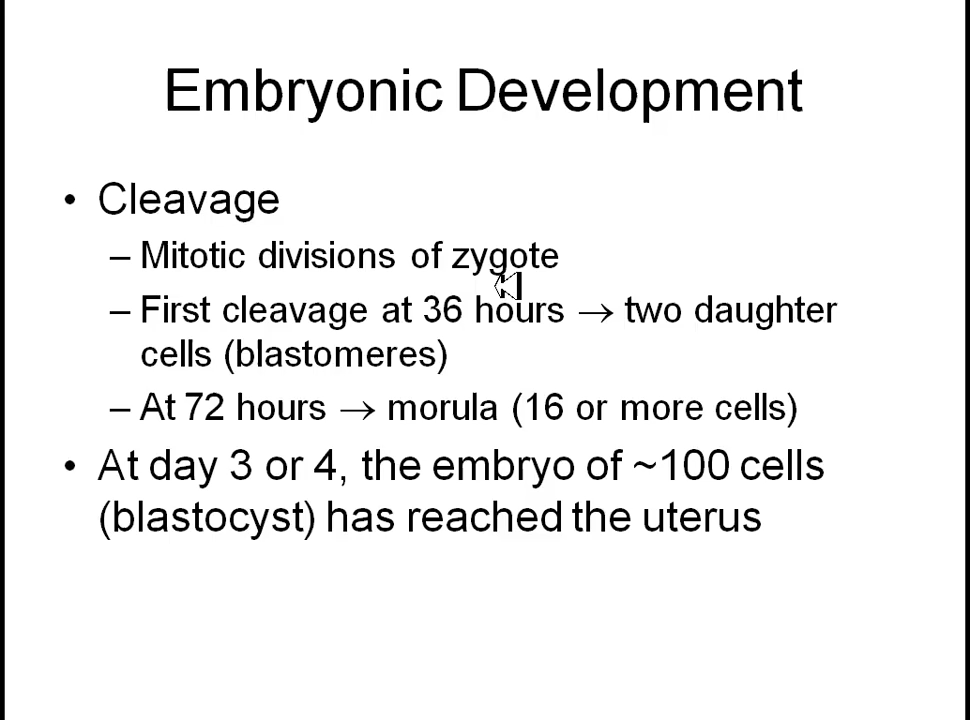 Embryonic Development
• Cleavage
– Mitotic divisions of zygote
– First cleavage at 36 hours → two daughter
cells (blastomeres)
– At 72 hours → morula (16 or more cells)
• At day 3 or 4, the embryo of ~100 cells
(blastocyst) has reached the uterus